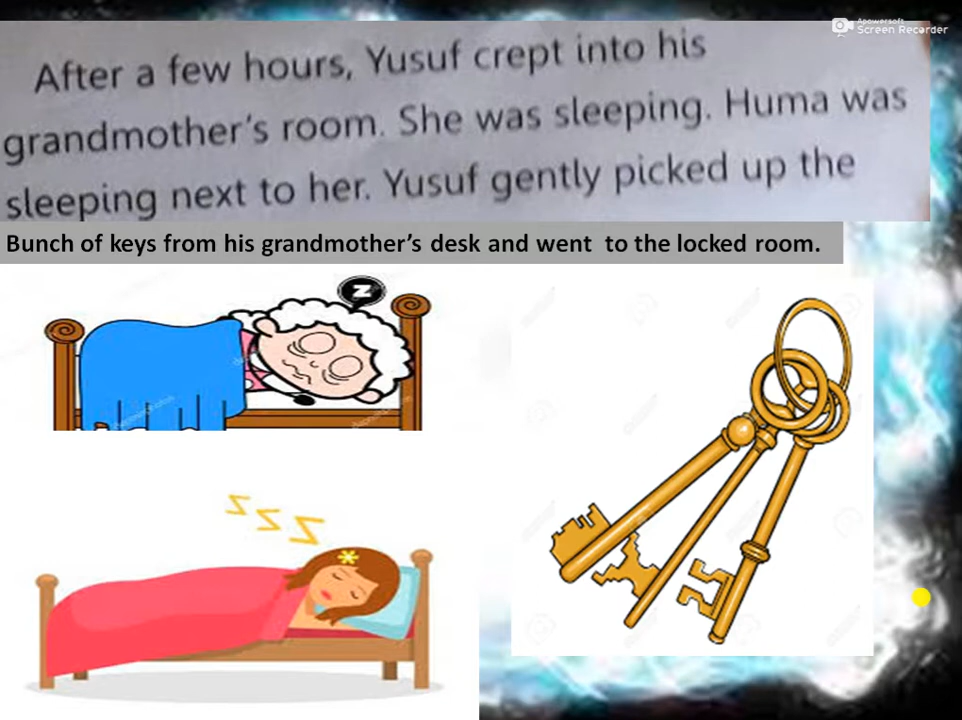 Apowersoft
Screen Recorder
After a few hours, Yusuf crept into his
grandmother's room. She was sleeping. Huma was
sleeping next to her. Yusuf gently picked up the
Bunch of keys from his grandmother's desk and went to the locked room.
Z
z z z